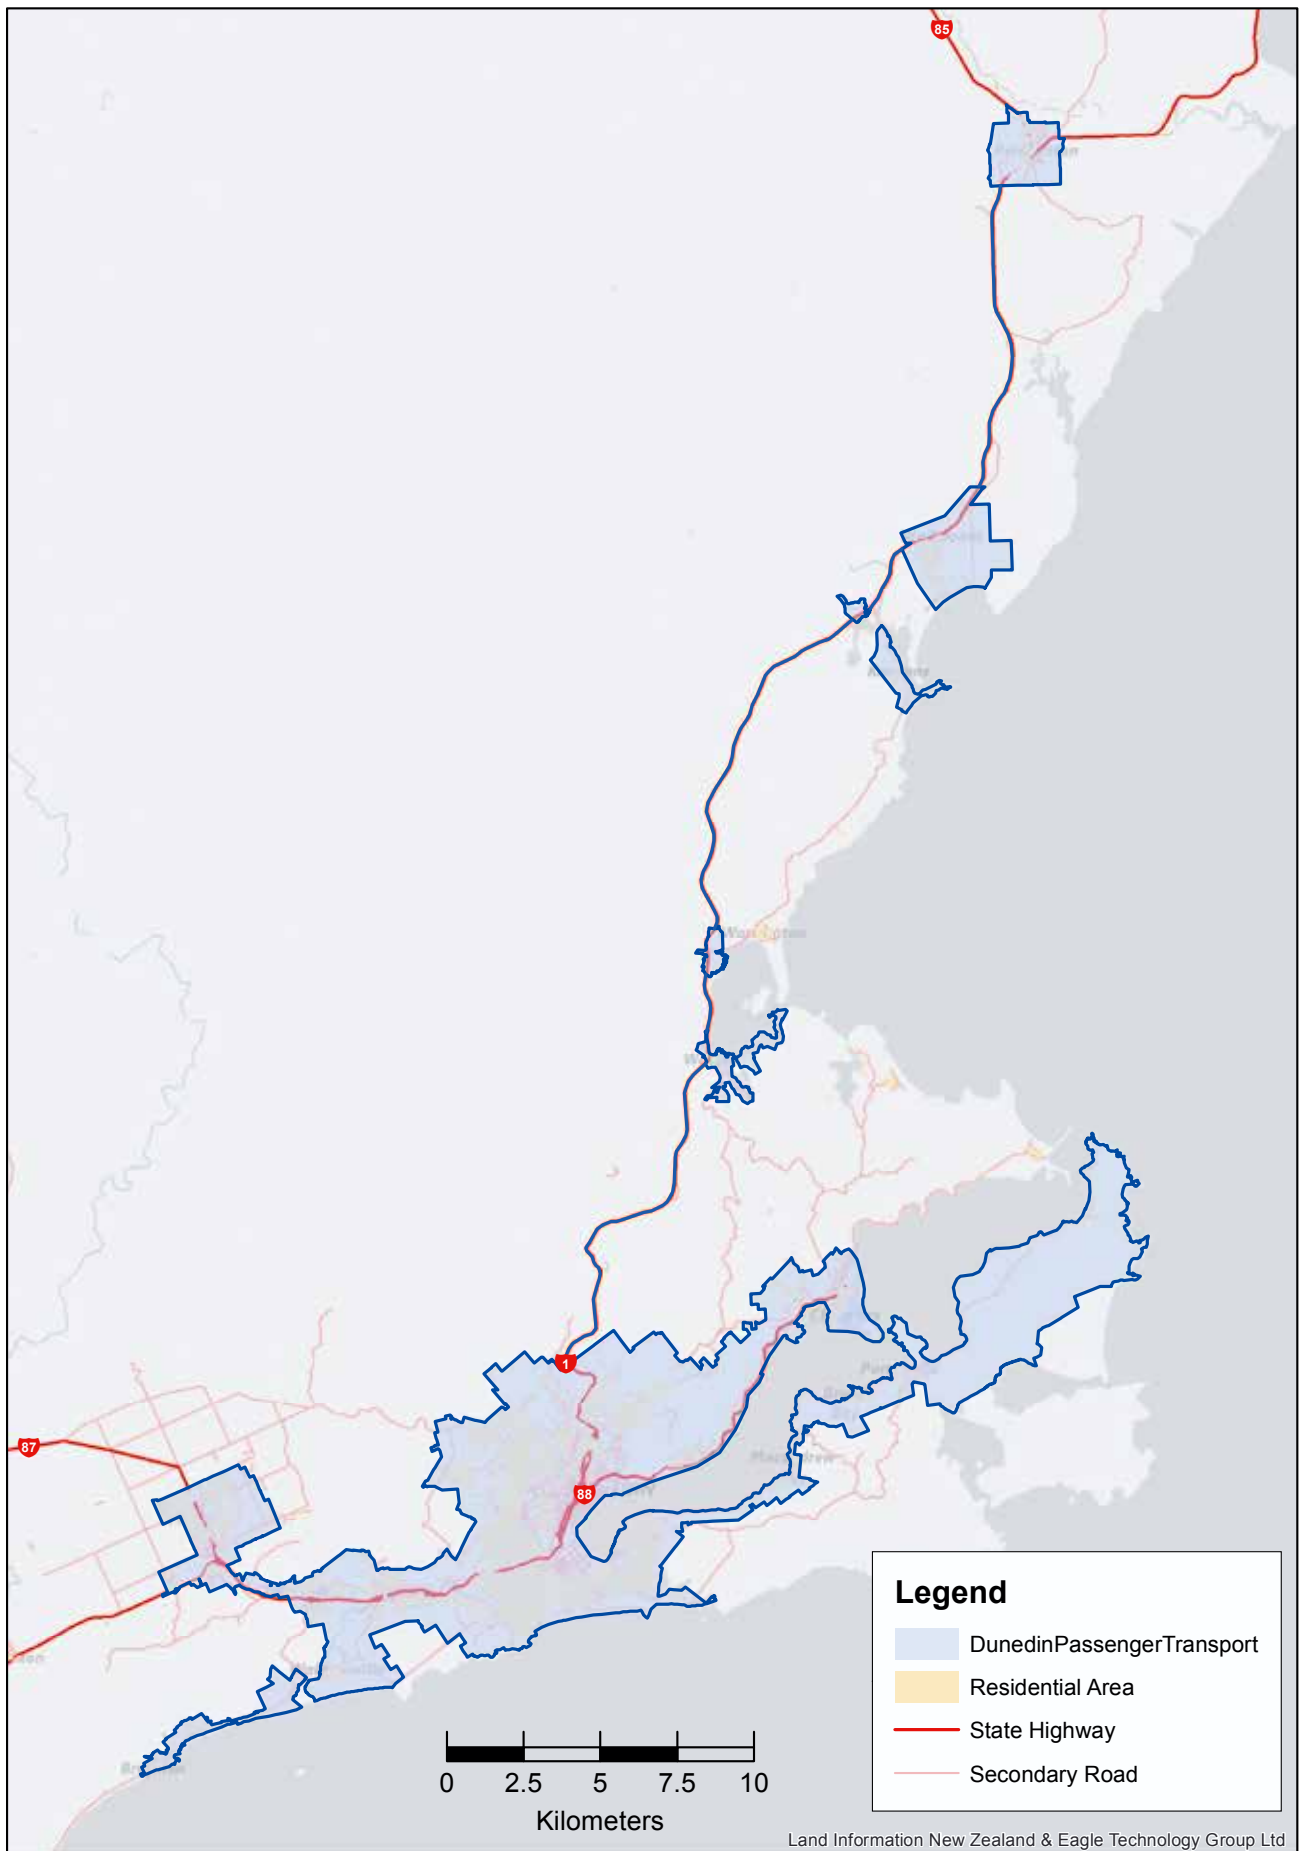 85
1
87
88
Legend
DunedinPassengerTransport
Residential Area
State Highway
Secondary Road
0 2.5 5 7.5 10
Kilometers
Land Information New Zealand & Eagle Technology Group Ltd